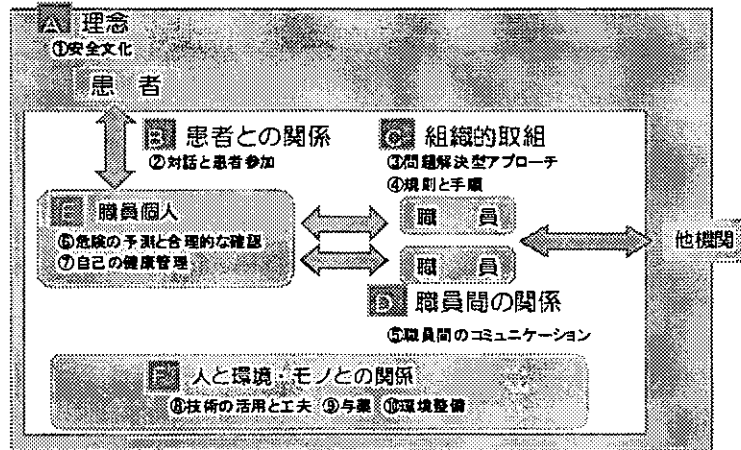 A 理念
①安全文化
患 者
B 患者との関係
②対話と患者参加
C 組織的取組
③問題解決型アプローチ
④規則と手順
E 職員個人
⑥危険の予測と合理的な確認
⑦自己の健康管理
職 員
職 員
他機関
D 職員間の関係
⑤職員間のコミュニケーション
F 人と環境・モノとの関係
⑧技術の活用と工夫 ⑨与薬 ⑩環境整備